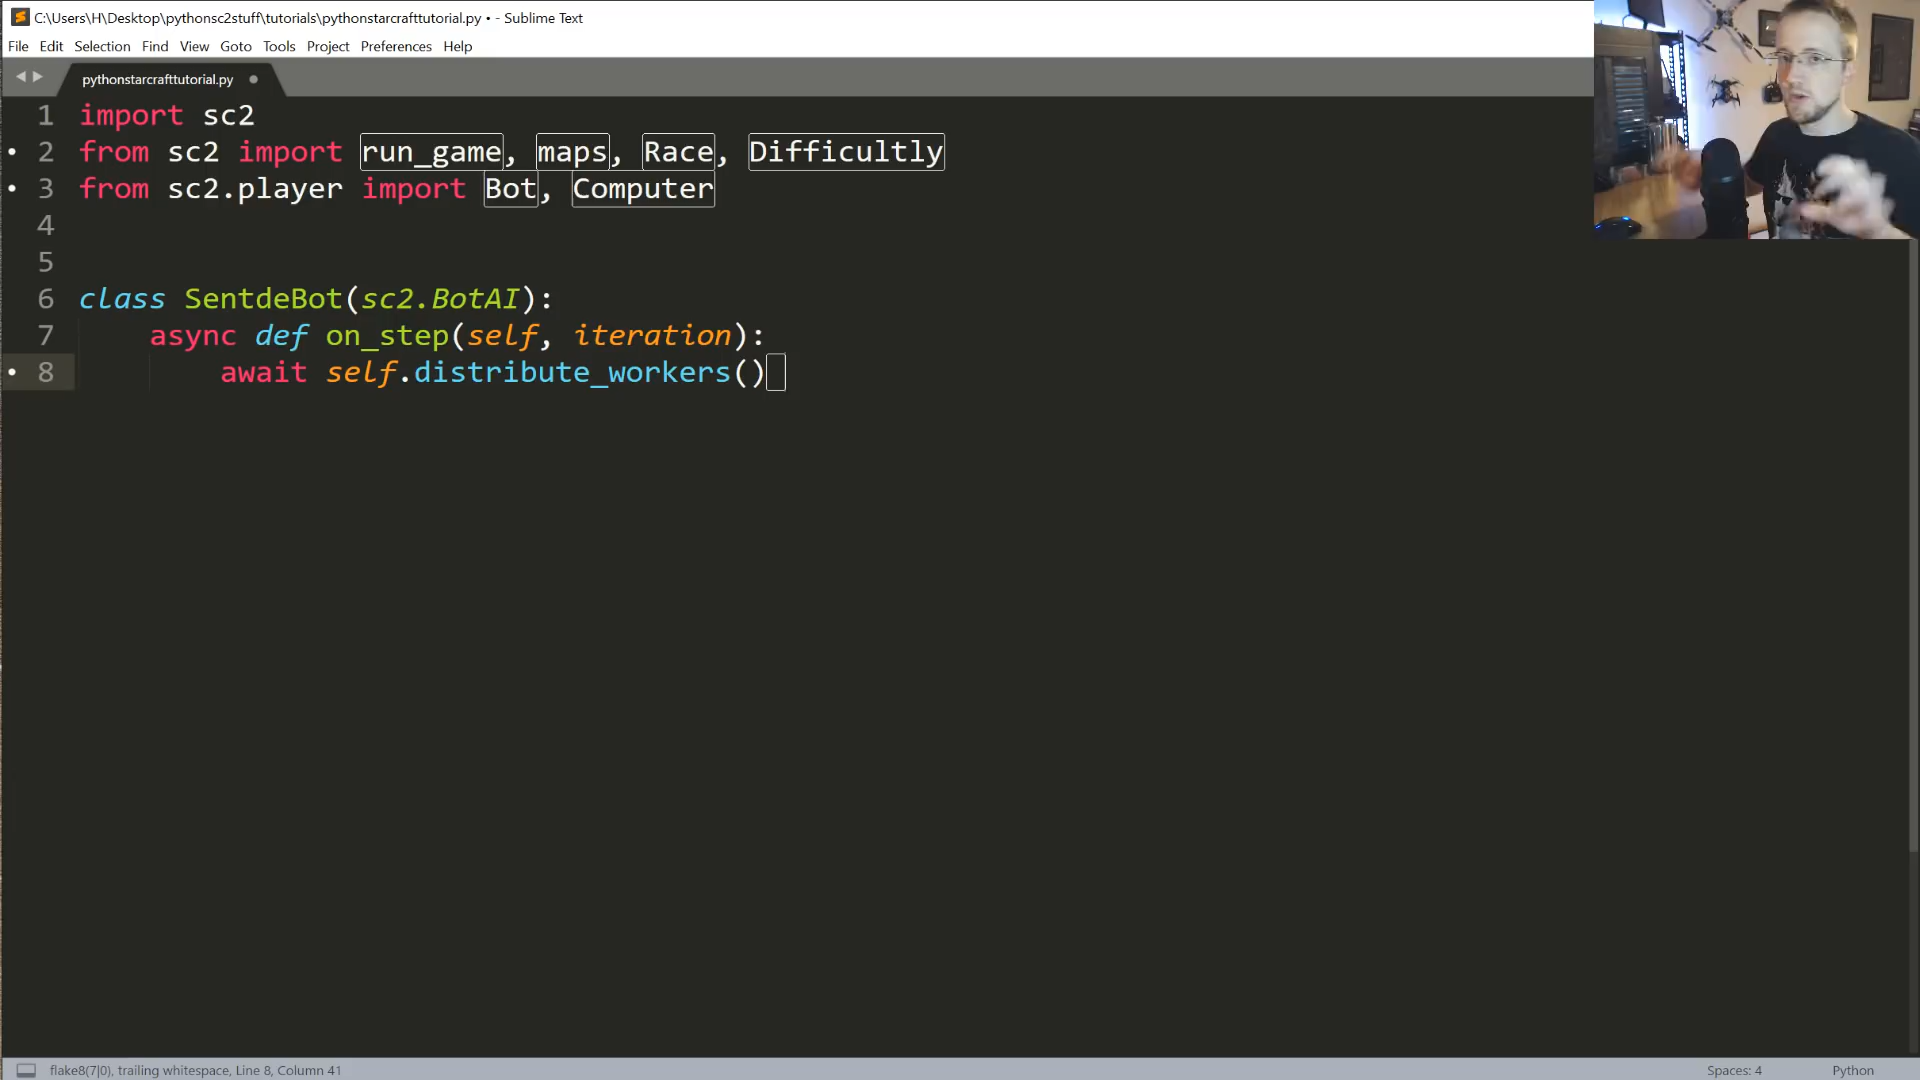 C:\Users\H\Desktop\pythonsc2stuff\tutorials\pythonstarcrafttutorial.py • - Sublime Text
File Edit Selection Find View Goto Tools Project Preferences Help
pythonstarcrafttutorial.py
1 import sc2
2 from sc2 import run_game, maps, Race, Difficultly
3 from sc2.player import Bot, Computer
4
5
6 class SentdeBot(sc2.BotAI):
7 async def on_step(self, iteration):
8 await self.distribute_workers()
flake8(7|0), trailing whitespace, Line 8, Column 41 Spaces: 4 Python